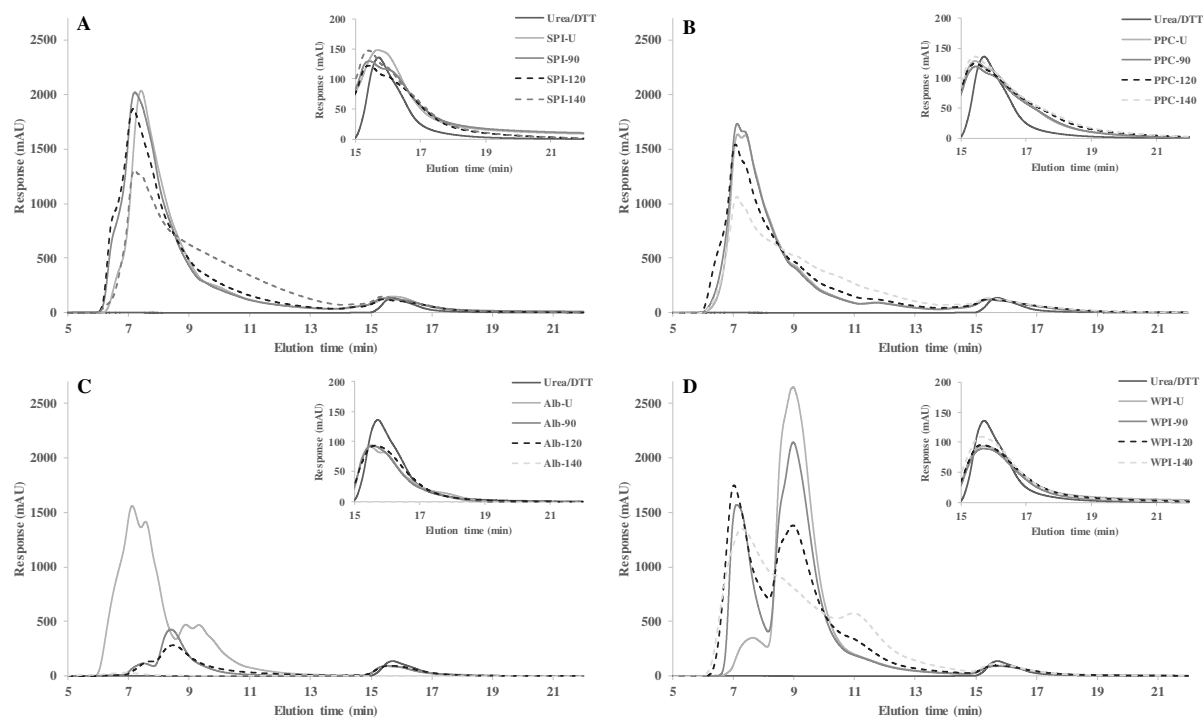 A
Response (mAU)
2500
2000
1500
1000
500
0
5 7 9 11 13 15 17 19 21
Elution time (min)
Response (mAU)
200
150
100
50
0
15 17 19 21
Elution time (min)
Urea/DTT
SPI-U
SPI-90
SPI-120
SPI-140
B
Response (mAU)
2500
2000
1500
1000
500
0
5 7 9 11 13 15 17 19 21
Elution time (min)
Response (mAU)
200
150
100
50
0
15 17 19 21
Elution time (min)
Urea/DTT
PPC-U
PPC-90
PPC-120
PPC-140
C
Response (mAU)
2500
2000
1500
1000
500
0
5 7 9 11 13 15 17 19 21
Elution time (min)
Response (mAU)
200
150
100
50
0
15 17 19 21
Elution time (min)
Urea/DTT
Alb-U
Alb-90
Alb-120
Alb-140
D
Response (mAU)
2500
2000
1500
1000
500
0
5 7 9 11 13 15 17 19 21
Elution time (min)
Response (mAU)
200
150
100
50
0
15 17 19 21
Elution time (min)
Urea/DTT
WPI-U
WPI-90
WPI-120
WPI-140